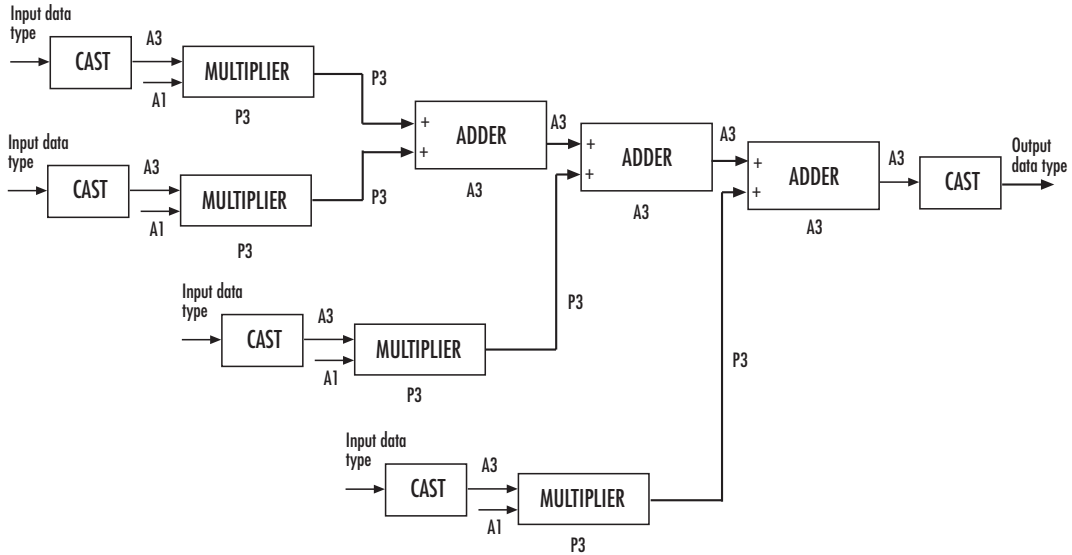 Input data
type
A3
CAST
MULTIPLIER
A1
P3
P3
Input data
type
A3
CAST
MULTIPLIER
A1
P3
P3
+
+
ADDER
A3
A3
+
+
ADDER
A3
A3
+
+
ADDER
A3
A3
CAST
Output
data type
Input data
type
A3
CAST
MULTIPLIER
A1
P3
P3
Input data
type
A3
CAST
MULTIPLIER
A1
P3
P3